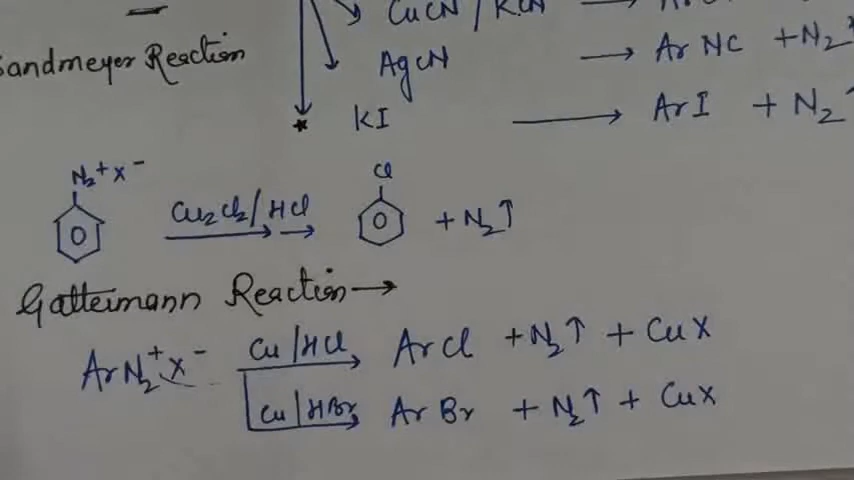 CuCN / KCN →
AgCN → ArNC + N₂↑
Sandmeyer Reaction
* KI → ArI + N₂↑
N₂⁺X⁻ Cu₂Cl₂/HCl → Cl + N₂↑
Gatteimann Reaction →
ArN₂⁺X⁻ Cu/HCl → ArCl + N₂↑ + CuX
Cu/HBr → ArBr + N₂↑ + CuX